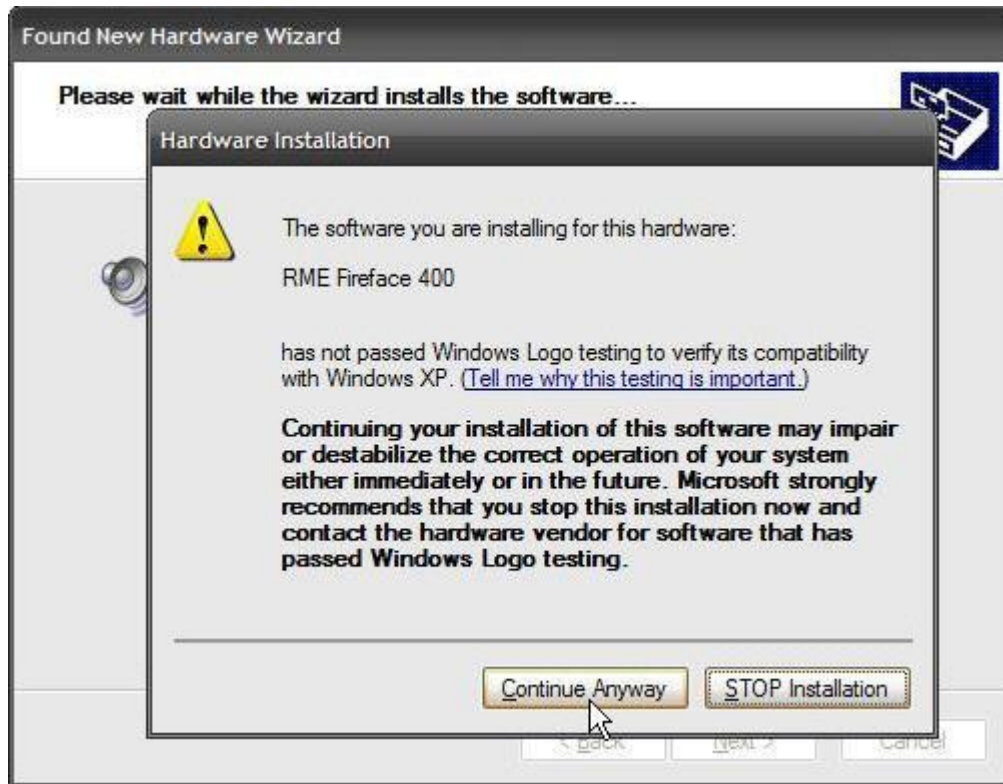 Found New Hardware Wizard
Please wait while the wizard installs the software...
Hardware Installation
The software you are installing for this hardware:
RME Fireface 400
has not passed Windows Logo testing to verify its compatibility
with Windows XP. (Tell me why this testing is important.)
Continuing your installation of this software may impair
or destabilize the correct operation of your system
either immediately or in the future. Microsoft strongly
recommends that you stop this installation now and
contact the hardware vendor for software that has
passed Windows Logo testing.
Continue Anyway STOP Installation
< Back Next > Cancel